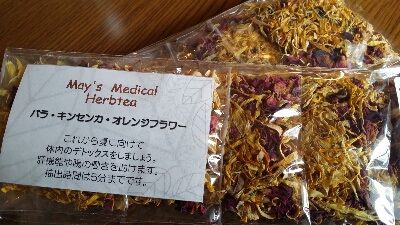 May's Medical
Herbtea
バラ・キンセンカ・オレンジフラワー
これから夏に向けて
体内のデトックスをしましょう。
肝機能や腸の働きを助けます。
抽出時間は5分までです。